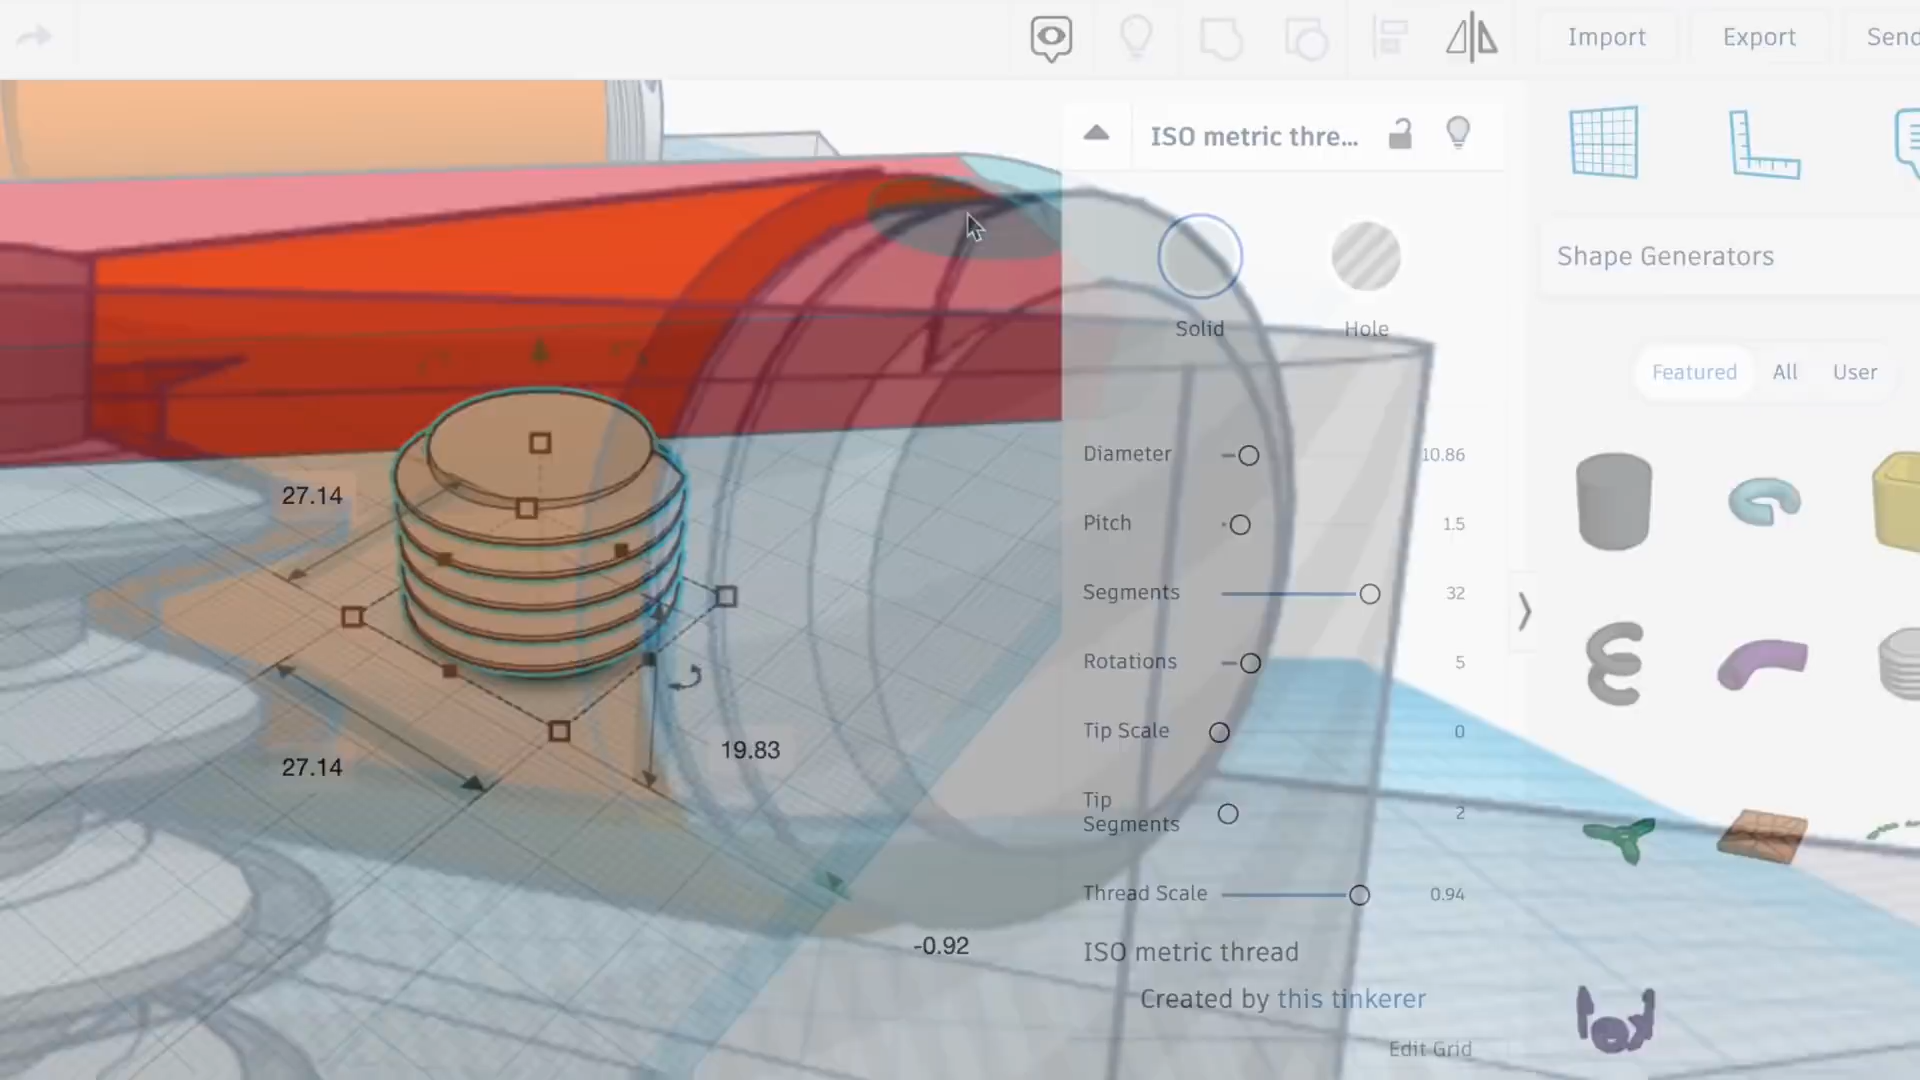 Import
Export
Send
ISO metric thre...
Solid
Hole
Shape Generators
Featured
All
User
Diameter
10.86
Pitch
1.5
Segments
32
Rotations
5
Tip Scale
0
Tip
Segments
2
Thread Scale
0.94
ISO metric thread
Created by this tinkerer
Edit Grid
27.14
27.14
19.83
-0.92